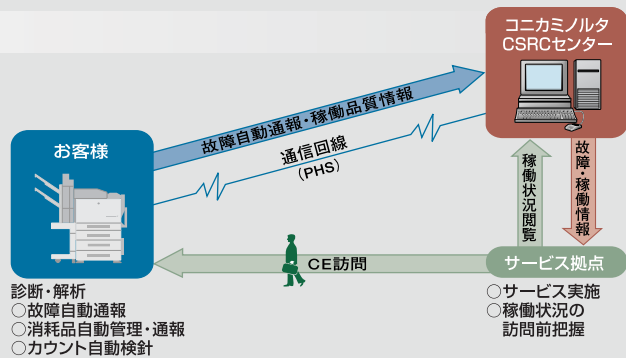 コニカミノルタ
CSRCセンター
故障自動通報・稼働品質情報
通信回線
(PHS)
お客様
稼働状況閲覧
故障・稼働情報
CE訪問
サービス拠点
診断・解析
○故障自動通報
○消耗品自動管理・通報
○カウント自動検針
○サービス実施
○稼働状況の
訪問前把握